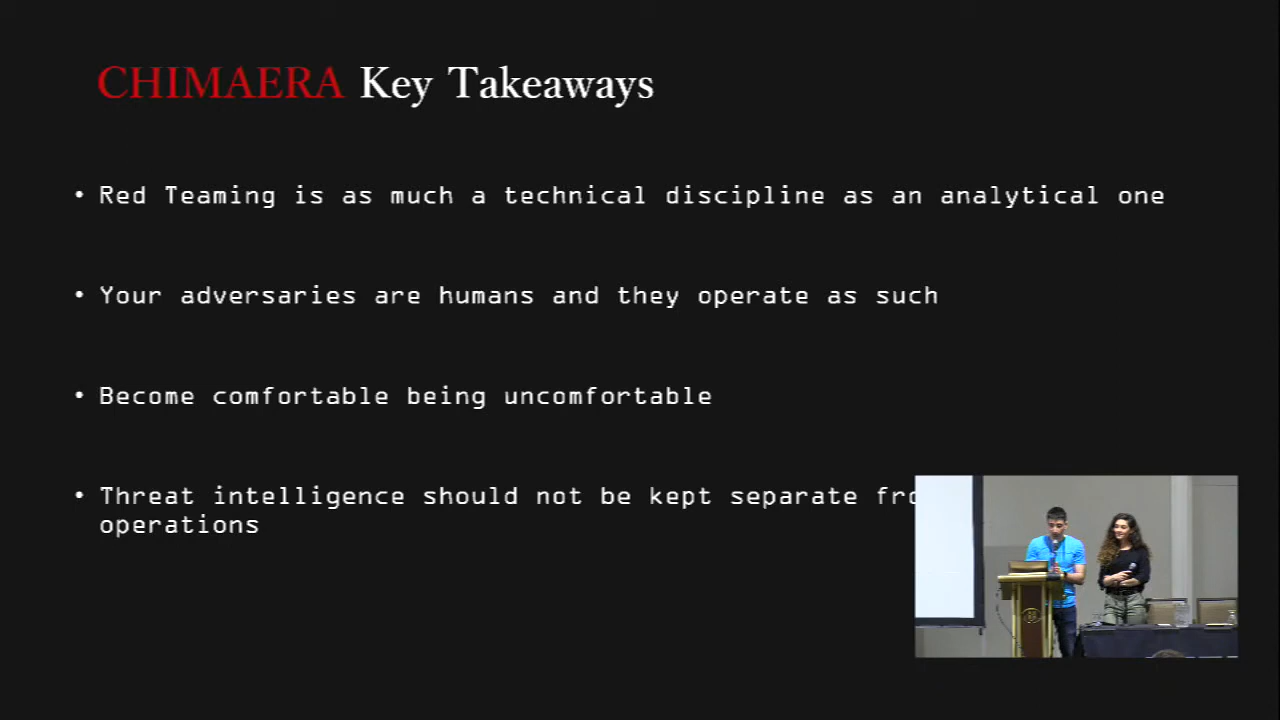 CHIMAERA Key Takeaways
• Red Teaming is as much a technical discipline as an analytical one
• Your adversaries are humans and they operate as such
• Become comfortable being uncomfortable
• Threat intelligence should not be kept separate
operations